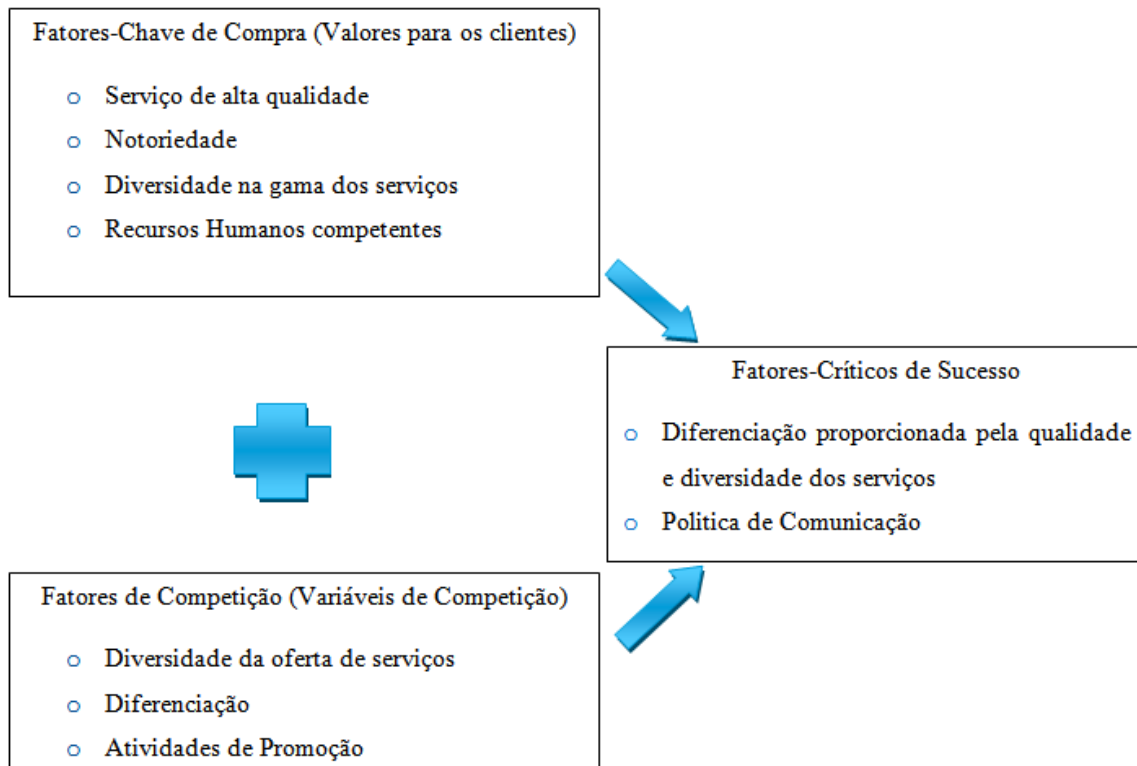 Fatores-Chave de Compra (Valores para os clientes)
Serviço de alta qualidade
Notoriedade
Diversidade na gama dos serviços
Recursos Humanos competentes
Fatores-Críticos de Sucesso
Diferenciação proporcionada pela qualidade
e diversidade dos serviços
Politica de Comunicação
Fatores de Competição (Variáveis de Competição)
Diversidade da oferta de serviços
Diferenciação
Atividades de Promoção